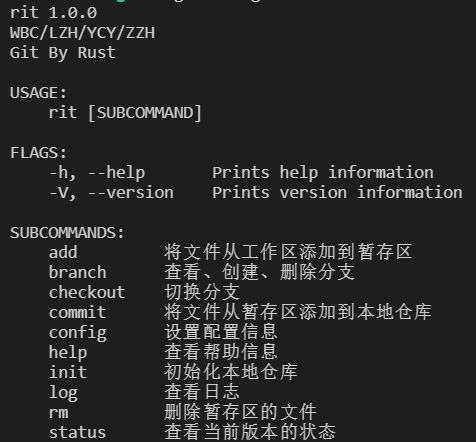 rit 1.0.0
WBC/LZH/YCY/ZZH
Git By Rust
USAGE:
rit [SUBCOMMAND]
FLAGS:
-h, --help Prints help information
-V, --version Prints version information
SUBCOMMANDS:
add 将文件从工作区添加到暂存区
branch 查看、创建、删除分支
checkout 切换分支
commit 将文件从暂存区添加到本地仓库
config 设置配置信息
help 查看帮助信息
init 初始化本地仓库
log 查看日志
rm 删除暂存区的文件
status 查看当前版本的状态